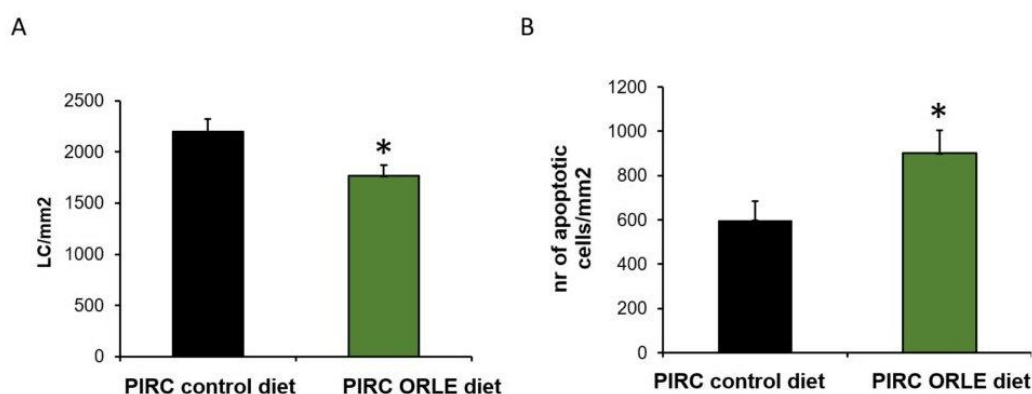 A
LC/mm2
2500
2000
1500
1000
500
0
*
PIRC control diet
PIRC ORLE diet
B
nr of apoptotic
cells/mm2
1200
1000
800
600
400
200
0
*
PIRC control diet
PIRC ORLE diet